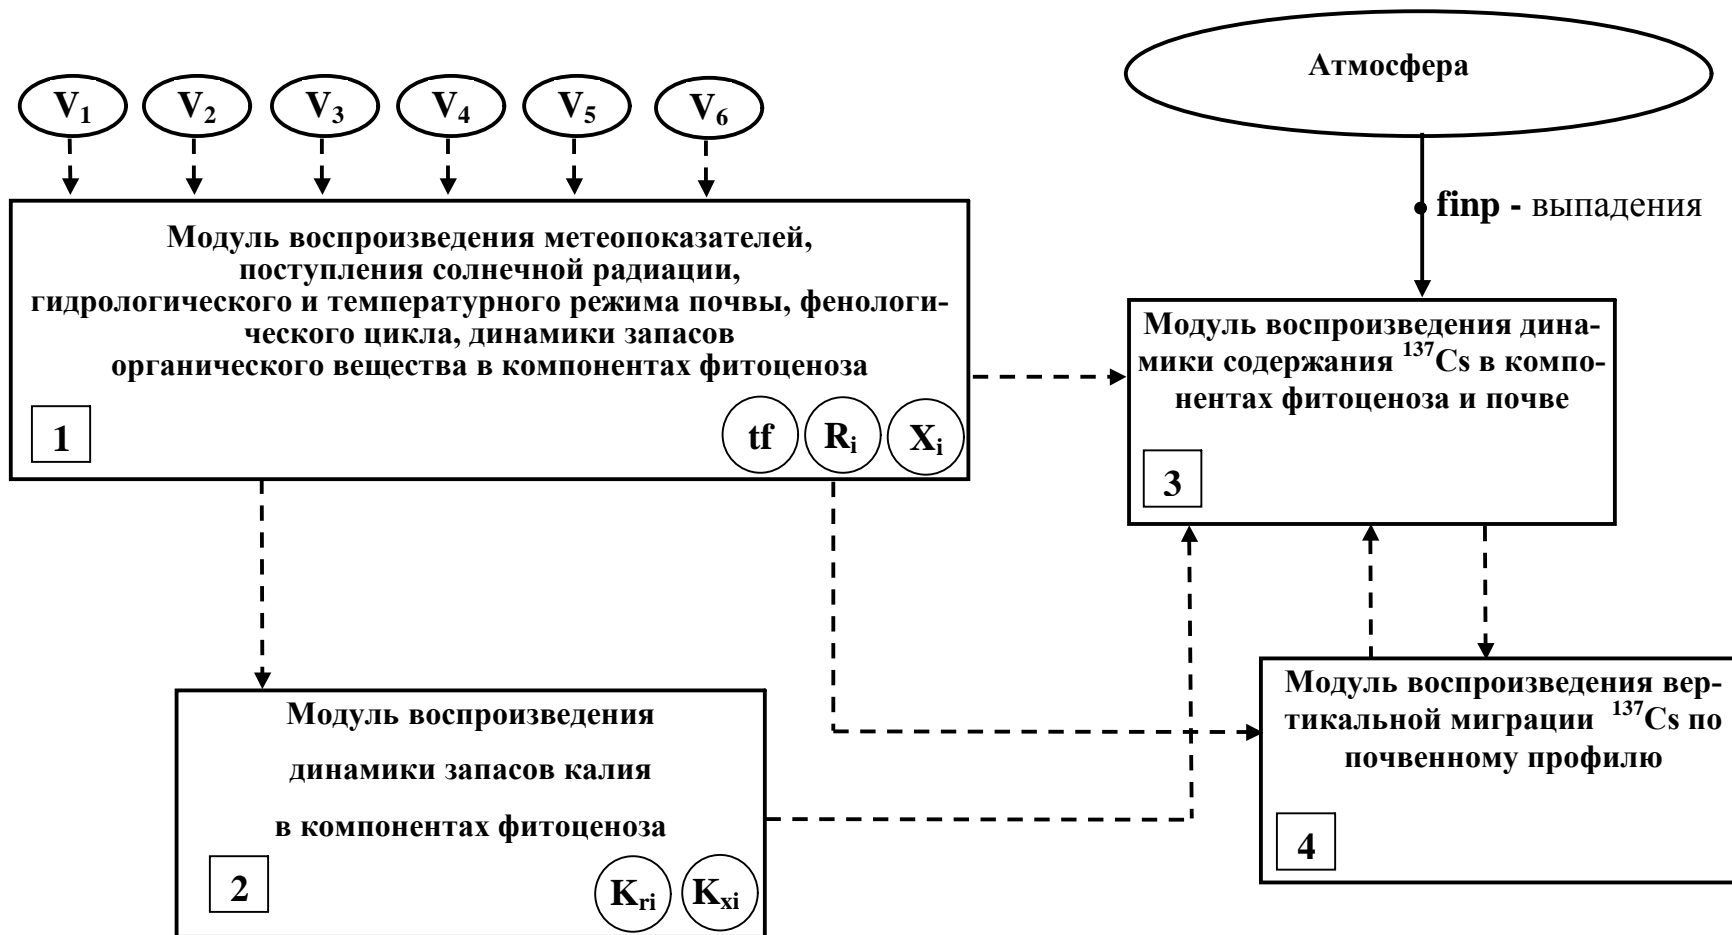 Атмосфера
V₁ V₂ V₃ V₄ V₅ V₆
finp - выпадения
Модуль воспроизведения метеопоказателей,
поступления солнечной радиации,
гидрологического и температурного режима почвы, фенологи-
ческого цикла, динамики запасов
органического вещества в компонентах фитоценоза
1
tf Rᵢ Xᵢ
Модуль воспроизведения дина-
мики содержания ¹³⁷Cs в компо-
нентах фитоценоза и почве
3
Модуль воспроизведения
динамики запасов калия
в компонентах фитоценоза
2
Kri Kxi
Модуль воспроизведения вер-
тикальной миграции ¹³⁷Cs по
почвенному профилю
4